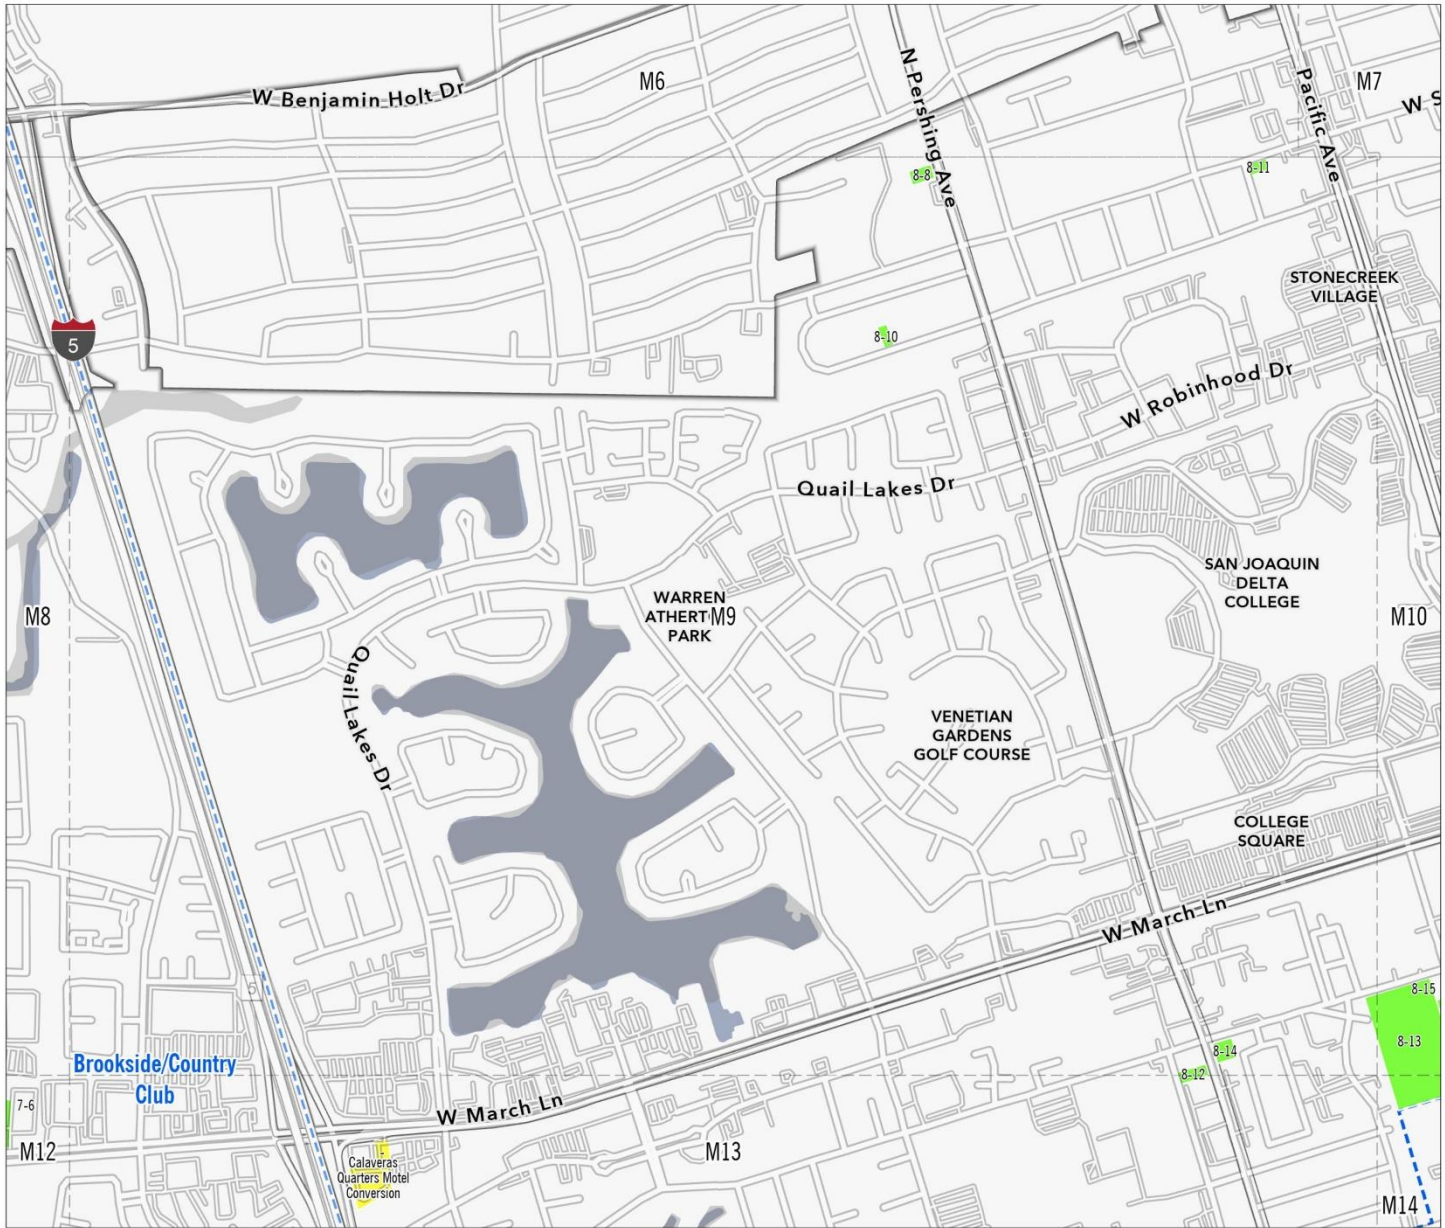 M6
M7
W Benjamin Holt Dr
N Pershing Ave
Pacific Ave
W S
8-8
8-11
STONECREEK
VILLAGE
5
8-10
W Robinhood Dr
Quail Lakes Dr
SAN JOAQUIN
DELTA
COLLEGE
M8
WARREN
PARK
M9
M10
Quail Lakes Dr
VENETIAN
GARDENS
GOLF COURSE
COLLEGE
SQUARE
W March Ln
5
8-15
8-13
8-14
8-12
Brookside/Country
Club
7-6
W March Ln
M12
M13
M14
Calaveras
Quarters Motel
Conversion